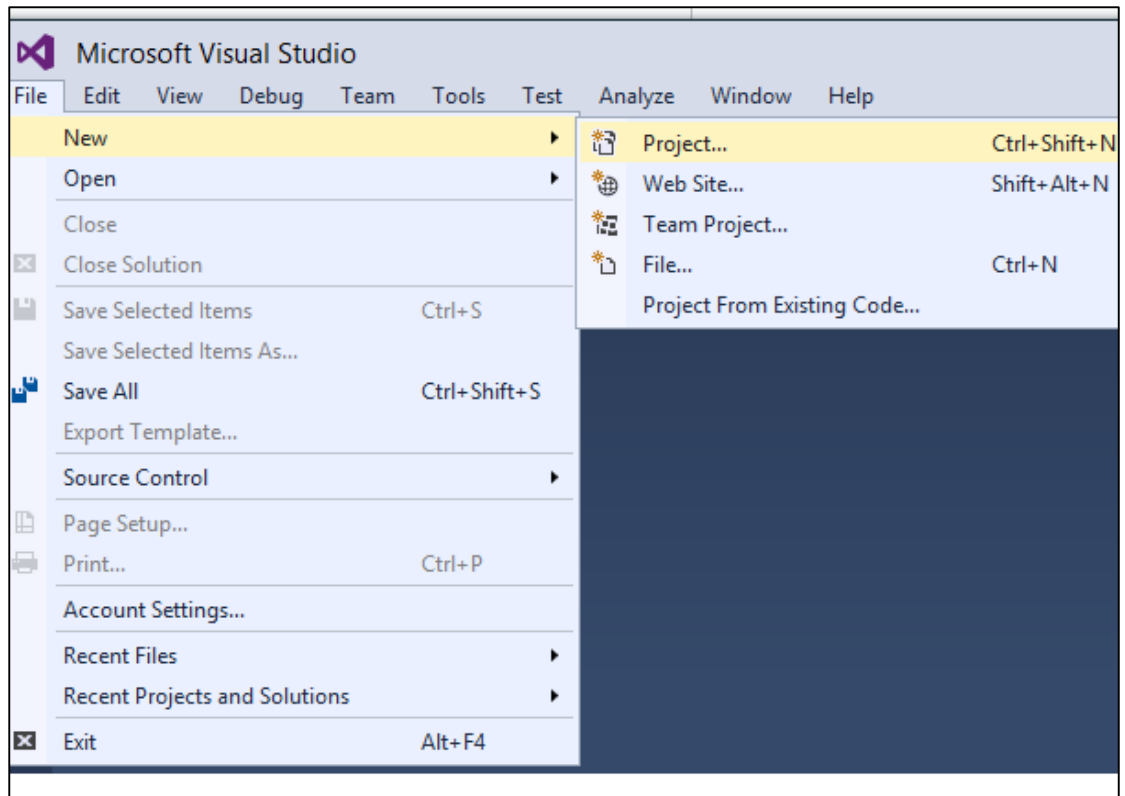 Microsoft Visual Studio
File Edit View Debug Team Tools Test Analyze Window Help
New
Open
Close
Close Solution
Save Selected Items Ctrl+S
Save Selected Items As...
Save All Ctrl+Shift+S
Export Template...
Source Control
Page Setup...
Print... Ctrl+P
Account Settings...
Recent Files
Recent Projects and Solutions
Exit Alt+F4
Project... Ctrl+Shift+N
Web Site... Shift+Alt+N
Team Project...
File... Ctrl+N
Project From Existing Code...